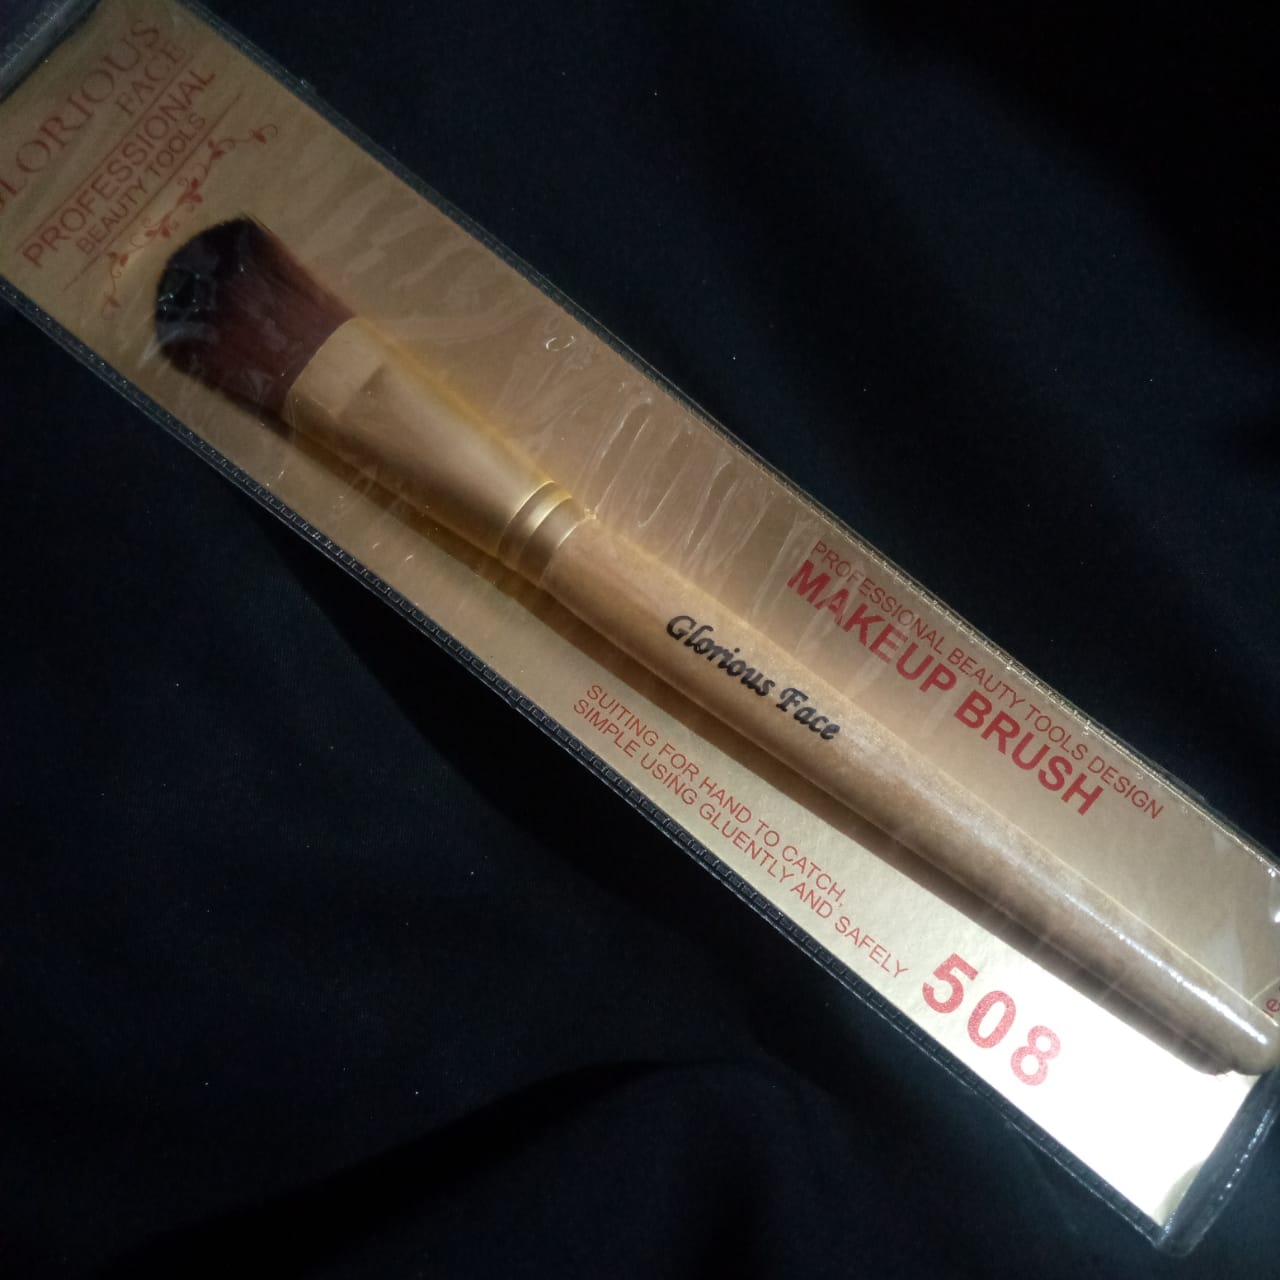 GLORIOUS
FACE
PROFESSIONAL
BEAUTY TOOLS
Glorious Face
PROFESSIONAL BEAUTY TOOLS DESIGN
MAKEUP BRUSH
SUITING FOR HAND TO CATCH,
SIMPLE USING GLUENTLY AND SAFELY
508